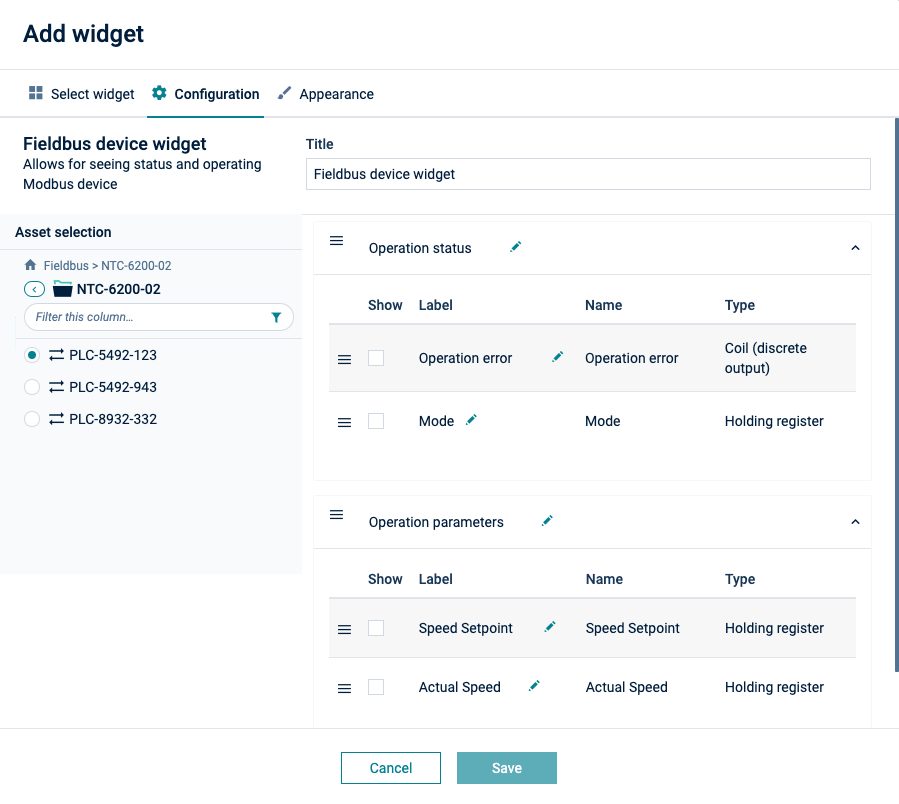 Add widget
Select widget
Configuration
Appearance
Fieldbus device widget
Allows for seeing status and operating
Modbus device
Title
Fieldbus device widget
Asset selection
Fieldbus > NTC-6200-02
NTC-6200-02
Filter this column...
PLC-5492-123
PLC-5492-943
PLC-8932-332
Operation status
Show Label Name Type
Operation error Operation error Coil (discrete
output)
Mode Mode Holding register
Operation parameters
Show Label Name Type
Speed Setpoint Speed Setpoint Holding register
Actual Speed Actual Speed Holding register
Cancel Save